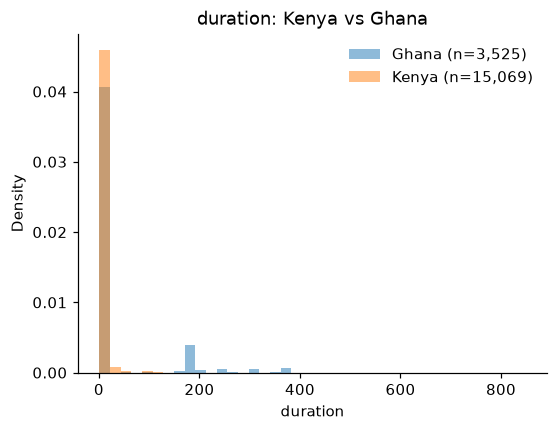 duration: Kenya vs Ghana
Ghana (n=3,525)
Kenya (n=15,069)
Density
0.04
0.03
0.02
0.01
0.00
0 200 400 600 800
duration